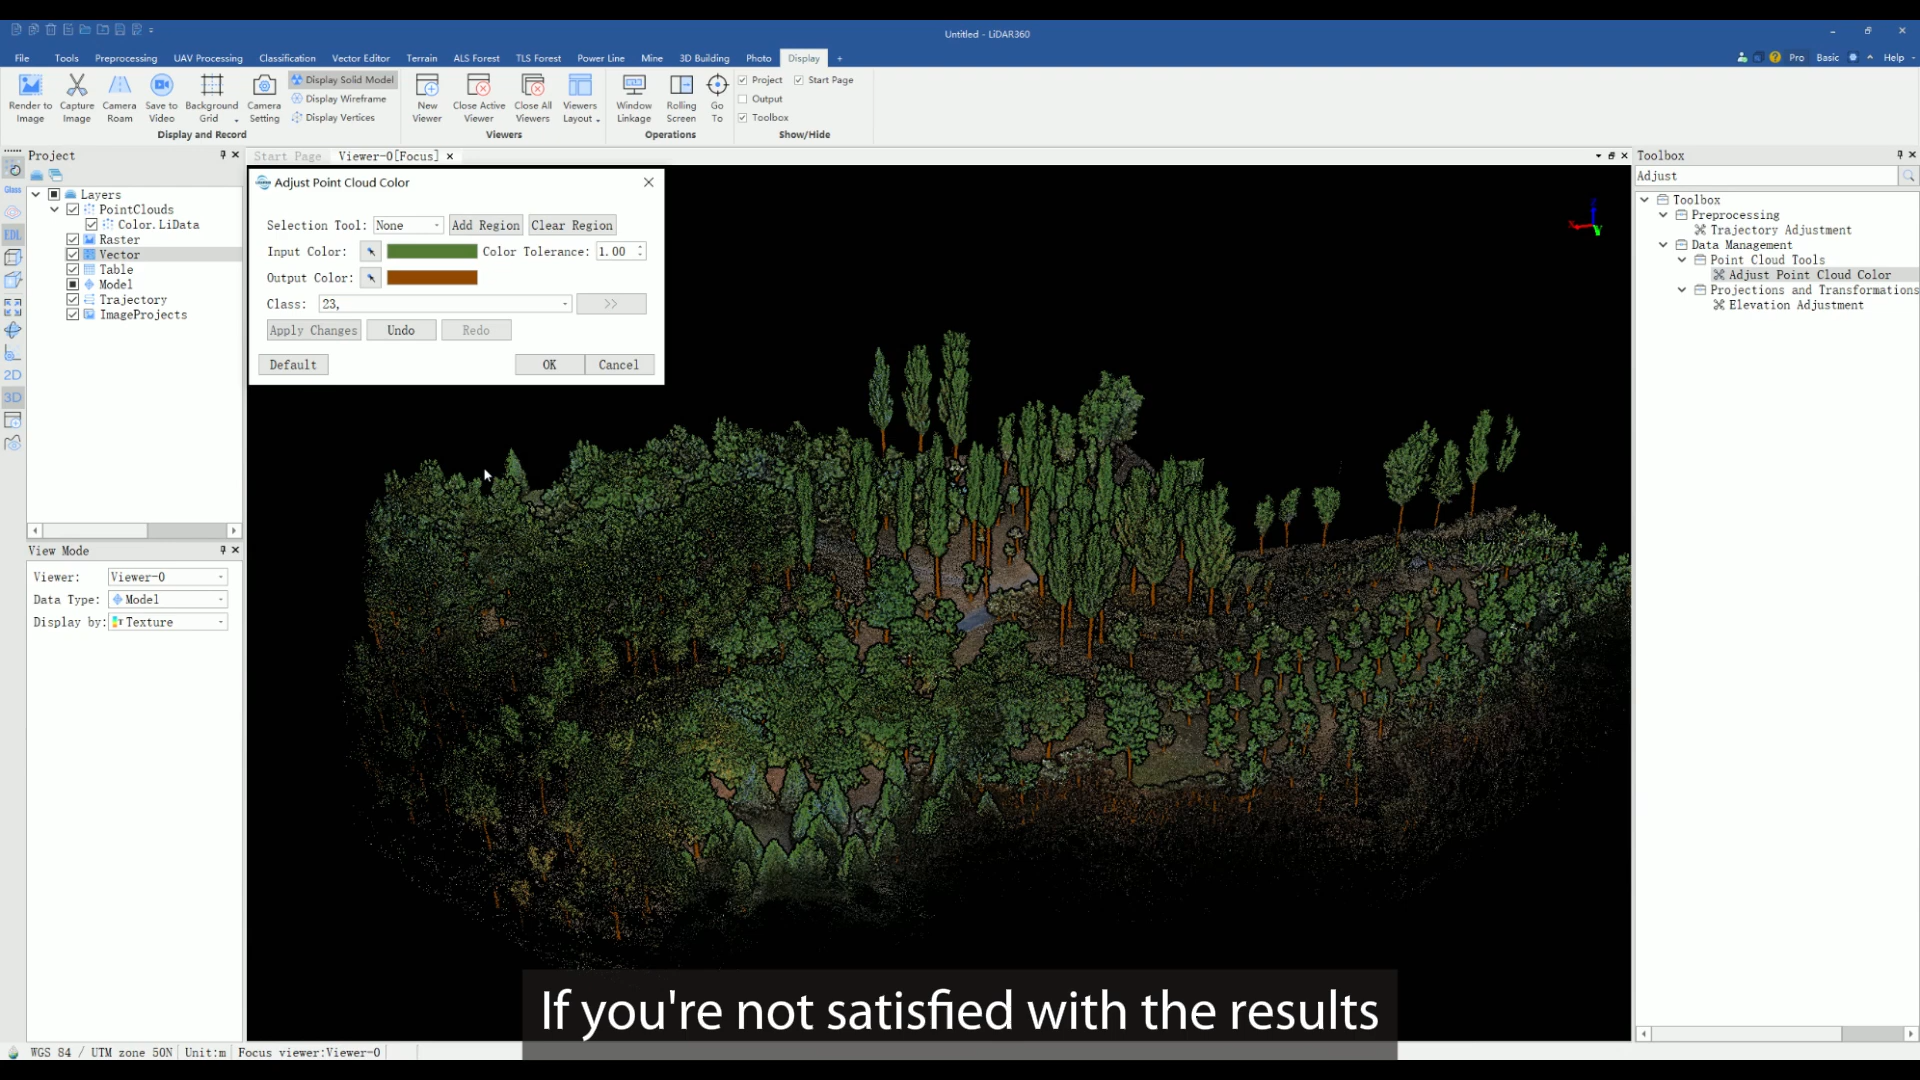 Untitled - LiDAR360
File Tools Preprocessing UAV Processing Classification Vector Editor Terrain ALS Forest TLS Forest Power Line Mine 3D Building Photo Display + Pro Basic Help
Render to Image
Capture Image
Camera Roam
Save to Video
Background Grid
Camera Setting
Display Solid Model
Display Wireframe
Display Vertices
Display and Record
New Viewer
Close Active Viewer
Close All Viewers
Viewers Layout
Viewers
Window Linkage
Rolling Screen
Go To
Operations
Project
Start Page
Output
Toolbox
Show/Hide
Project
Layers
PointClouds
Color.LiData
Raster
Vector
Table
Model
Trajectory
ImageProjects
Glass
EDL
2D
3D
View Mode
Viewer: Viewer-0
Data Type: Model
Display by: Texture
Start Page Viewer-0[Focus]
Adjust Point Cloud Color
Selection Tool: None Add Region Clear Region
Input Color: Color Tolerance: 1.00
Output Color:
Class: 23, >>
Apply Changes Undo Redo
Default OK Cancel
Toolbox
Adjust
Toolbox
Preprocessing
Trajectory Adjustment
Data Management
Point Cloud Tools
Adjust Point Cloud Color
Projections and Transformations
Elevation Adjustment
If you're not satisfied with the results
WGS 84 / UTM zone 50N Unit:m Focus viewer:Viewer-0